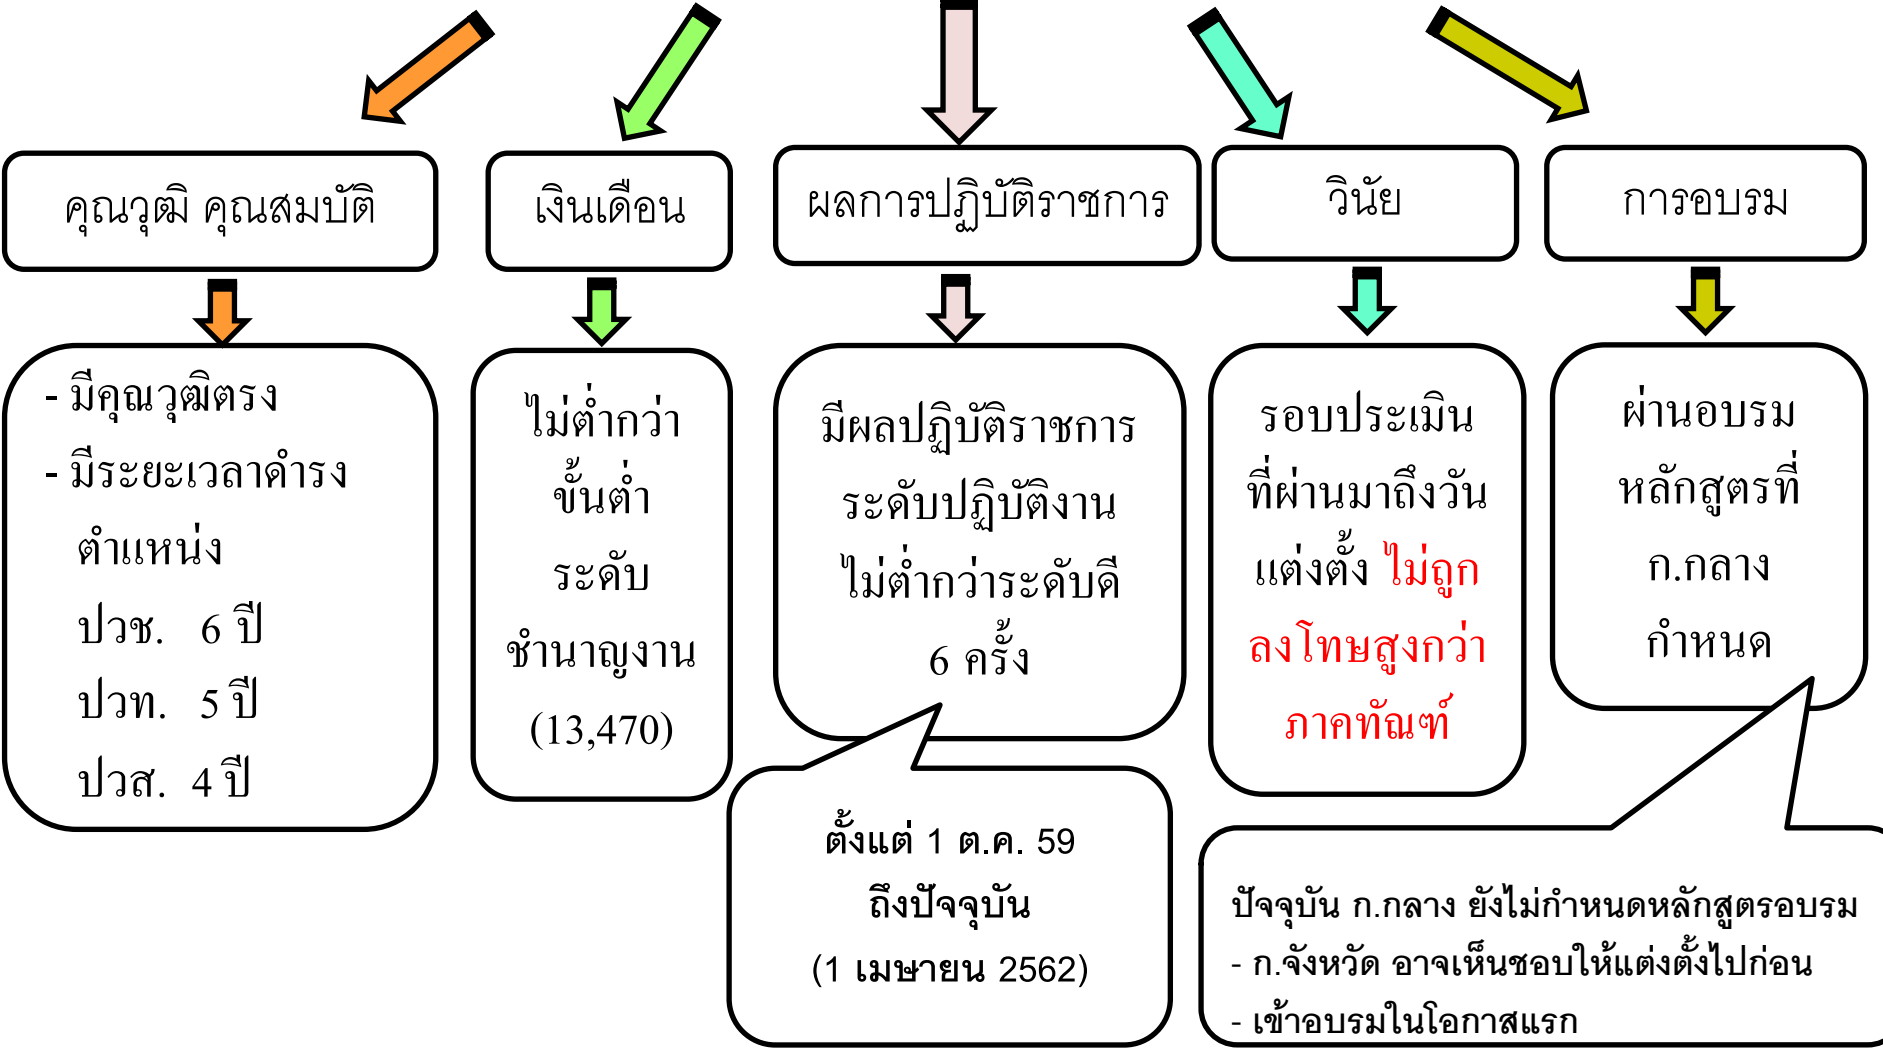 คุณวุฒิ คุณสมบัติ
เงินเดือน
ผลการปฏิบัติราชการ
วินัย
การอบรม
- มีคุณวุฒิตรง
- มีระยะเวลาดำรง
ตำแหน่ง
ปวช. 6 ปี
ปวท. 5 ปี
ปวส. 4 ปี
ไม่ต่ำกว่า
ขั้นต่ำ
ระดับ
ชำนาญงาน
(13,470)
มีผลปฏิบัติราชการ
ระดับปฏิบัติงาน
ไม่ต่ำกว่าระดับดี
6 ครั้ง
รอบประเมิน
ที่ผ่านมาถึงวัน
แต่งตั้ง ไม่ถูก
ลงโทษสูงกว่า
ภาคทัณฑ์
ผ่านอบรม
หลักสูตรที่
ก.กลาง
กำหนด
ตั้งแต่ 1 ต.ค. 59
ถึงปัจจุบัน
(1 เมษายน 2562)
ปัจจุบัน ก.กลาง ยังไม่กำหนดหลักสูตรอบรม
- ก.จังหวัด อาจเห็นชอบให้แต่งตั้งไปก่อน
- เข้าอบรมในโอกาสแรก